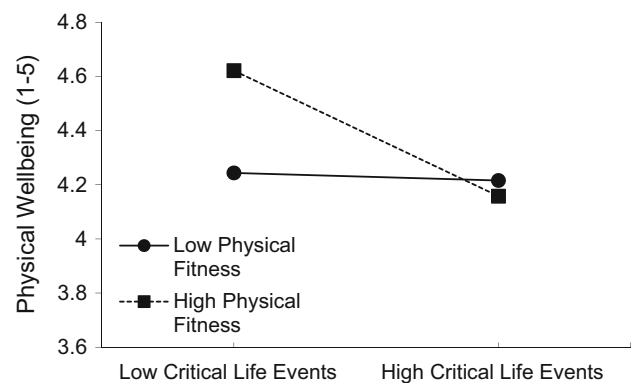 Physical Wellbeing (1-5)
4.8
4.6
4.4
4.2
4
3.8
3.6
Low Physical
Fitness
High Physical
Fitness
Low Critical Life Events
High Critical Life Events